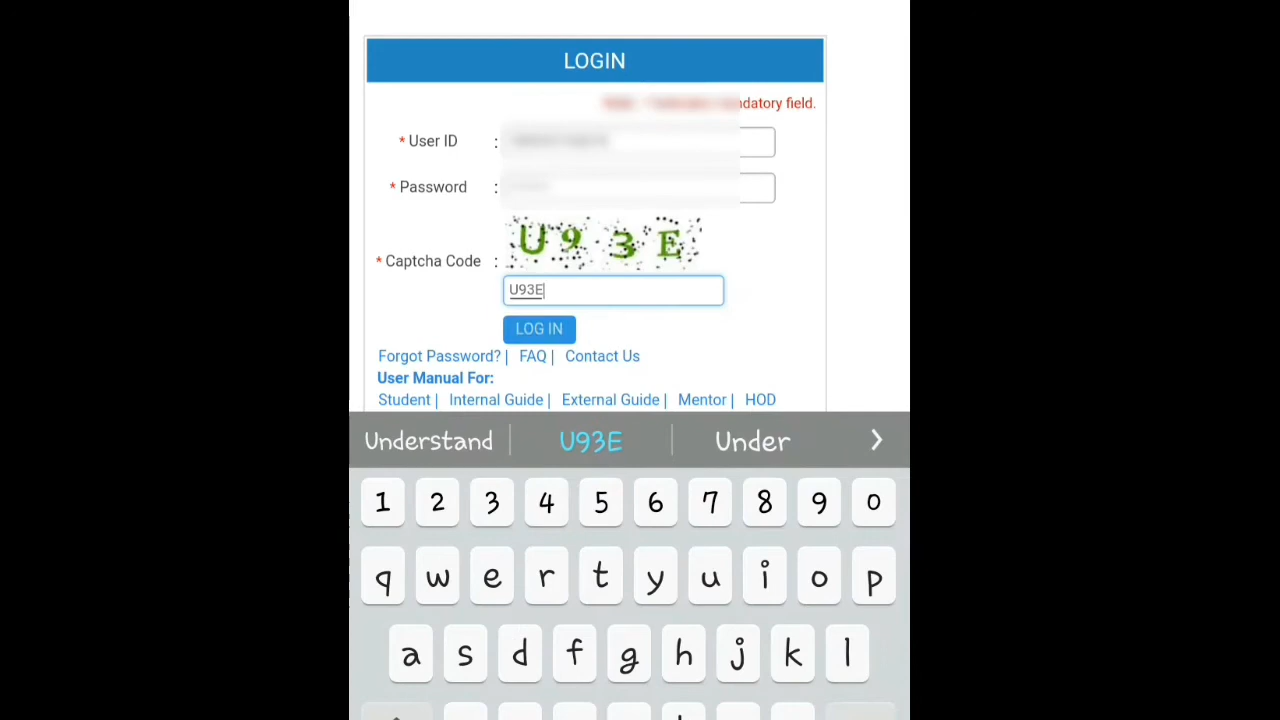 LOGIN
ndatory field.
* User ID :
* Password :
U93E
* Captcha Code :
U93E
LOG IN
Forgot Password? | FAQ | Contact Us
User Manual For:
Student | Internal Guide | External Guide | Mentor | HOD
Understand U93E Under
1 2 3 4 5 6 7 8 9 0
q w e r t y u i o p
a s d f g h j k l